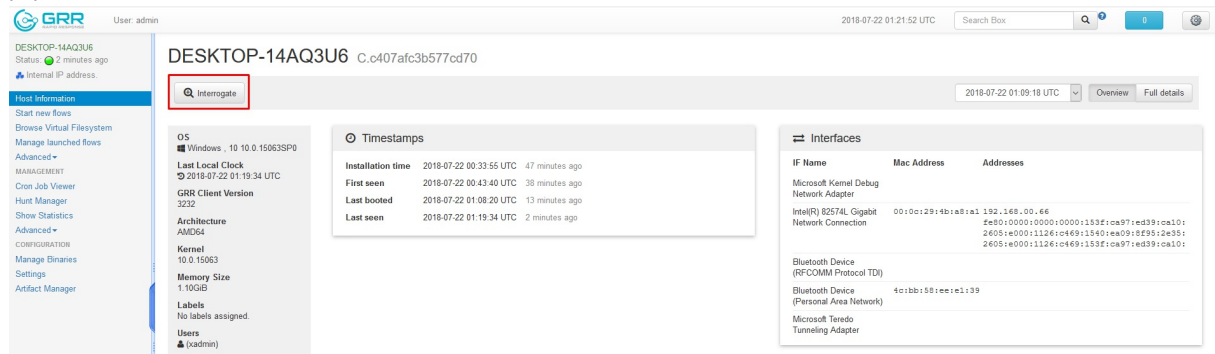 GRR
RAPID RESPONSE
User: admin
2018-07-22 01:21:52 UTC
Search Box
?
0
DESKTOP-14AQ3U6
Status: 2 minutes ago
Internal IP address.
Host Information
Start new flows
Browse Virtual Filesystem
Manage launched flows
Advanced
MANAGEMENT
Cron Job Viewer
Hunt Manager
Show Statistics
Advanced
CONFIGURATION
Manage Binaries
Settings
Artifact Manager
DESKTOP-14AQ3U6 C.c407afc3b577cd70
Interrogate
2018-07-22 01:09:18 UTC
Overview Full details
OS
Windows , 10 10.0.15063SP0
Last Local Clock
2018-07-22 01:19:34 UTC
GRR Client Version
3232
Architecture
AMD64
Kernel
10.0.15063
Memory Size
1.10GiB
Labels
No labels assigned.
Users
(xadmin)
Timestamps
Installation time 2018-07-22 00:33:55 UTC 47 minutes ago
First seen 2018-07-22 00:43:40 UTC 38 minutes ago
Last booted 2018-07-22 01:08:20 UTC 13 minutes ago
Last seen 2018-07-22 01:19:34 UTC 2 minutes ago
Interfaces
IF Name Mac Address Addresses
Microsoft Kernel Debug
Network Adapter
Intel(R) 82574L Gigabit 00:0c:29:4b:a8:a1 192.168.00.66
Network Connection fe80:0000:0000:0000:153f:ca97:ed39:ca10:
2605:e000:1126:c469:1540:ea09:8f95:2e35:
2605:e000:1126:c469:153f:ca97:ed39:ca10:
Bluetooth Device
(RFCOMM Protocol TDI)
Bluetooth Device 4c:bb:58:ee:e1:39
(Personal Area Network)
Microsoft Teredo
Tunneling Adapter